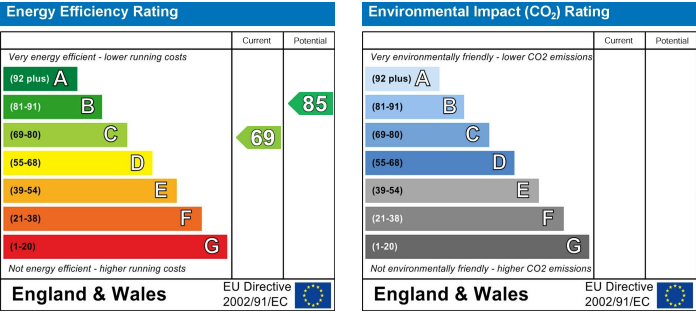 Energy Efficiency Rating
Current Potential
Very energy efficient - lower running costs
(92 plus) A
(81-91) B
(69-80) C
(55-68) D
(39-54) E
(21-38) F
(1-20) G
69
85
Not energy efficient - higher running costs
England & Wales
EU Directive
2002/91/EC
Environmental Impact (CO₂) Rating
Current Potential
Very environmentally friendly - lower CO2 emissions
(92 plus) A
(81-91) B
(69-80) C
(55-68) D
(39-54) E
(21-38) F
(1-20) G
Not environmentally friendly - higher CO2 emissions
England & Wales
EU Directive
2002/91/EC